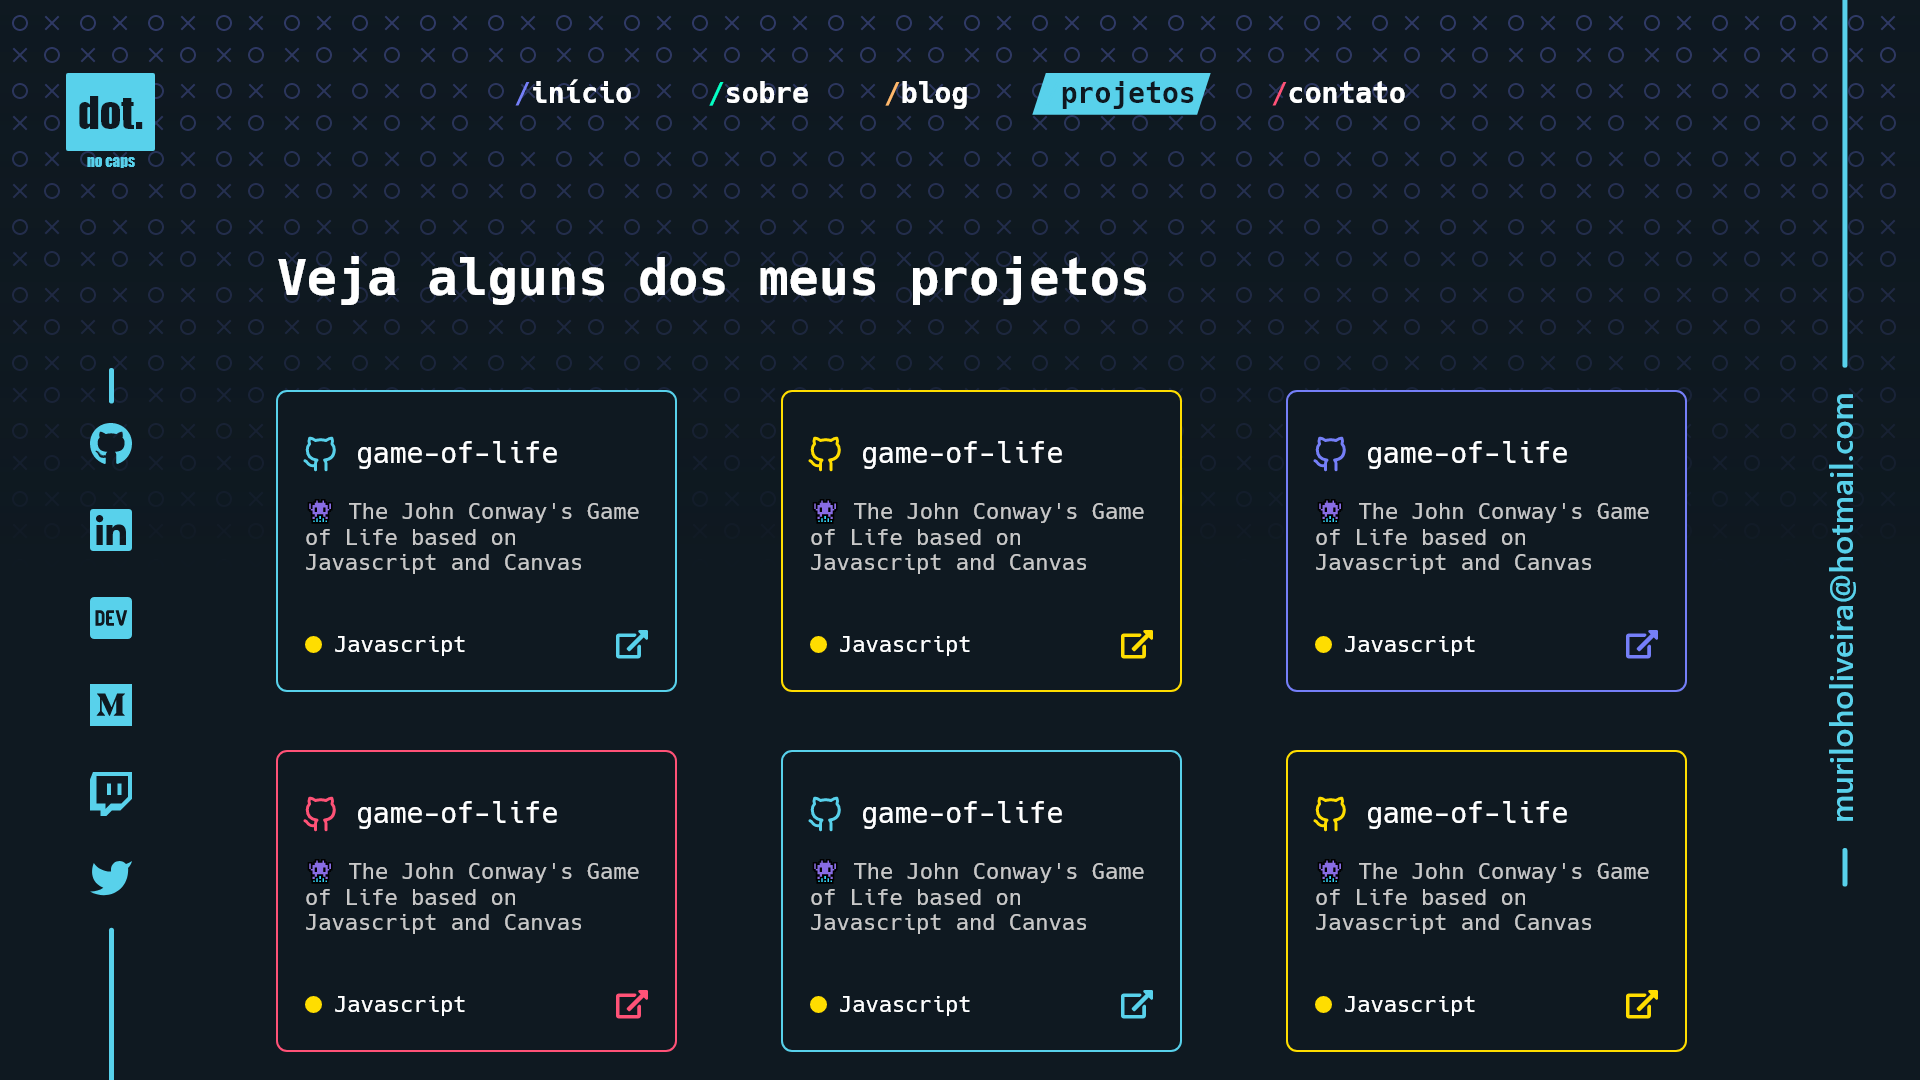 dot.
no caps
/início
/sobre
/blog
projetos
/contato
Veja alguns dos meus projetos
game-of-life
The John Conway's Game
of Life based on
Javascript and Canvas
Javascript
game-of-life
The John Conway's Game
of Life based on
Javascript and Canvas
Javascript
game-of-life
The John Conway's Game
of Life based on
Javascript and Canvas
Javascript
game-of-life
The John Conway's Game
of Life based on
Javascript and Canvas
Javascript
game-of-life
The John Conway's Game
of Life based on
Javascript and Canvas
Javascript
game-of-life
The John Conway's Game
of Life based on
Javascript and Canvas
Javascript
in
DEV
M
muriloholiveira@hotmail.com